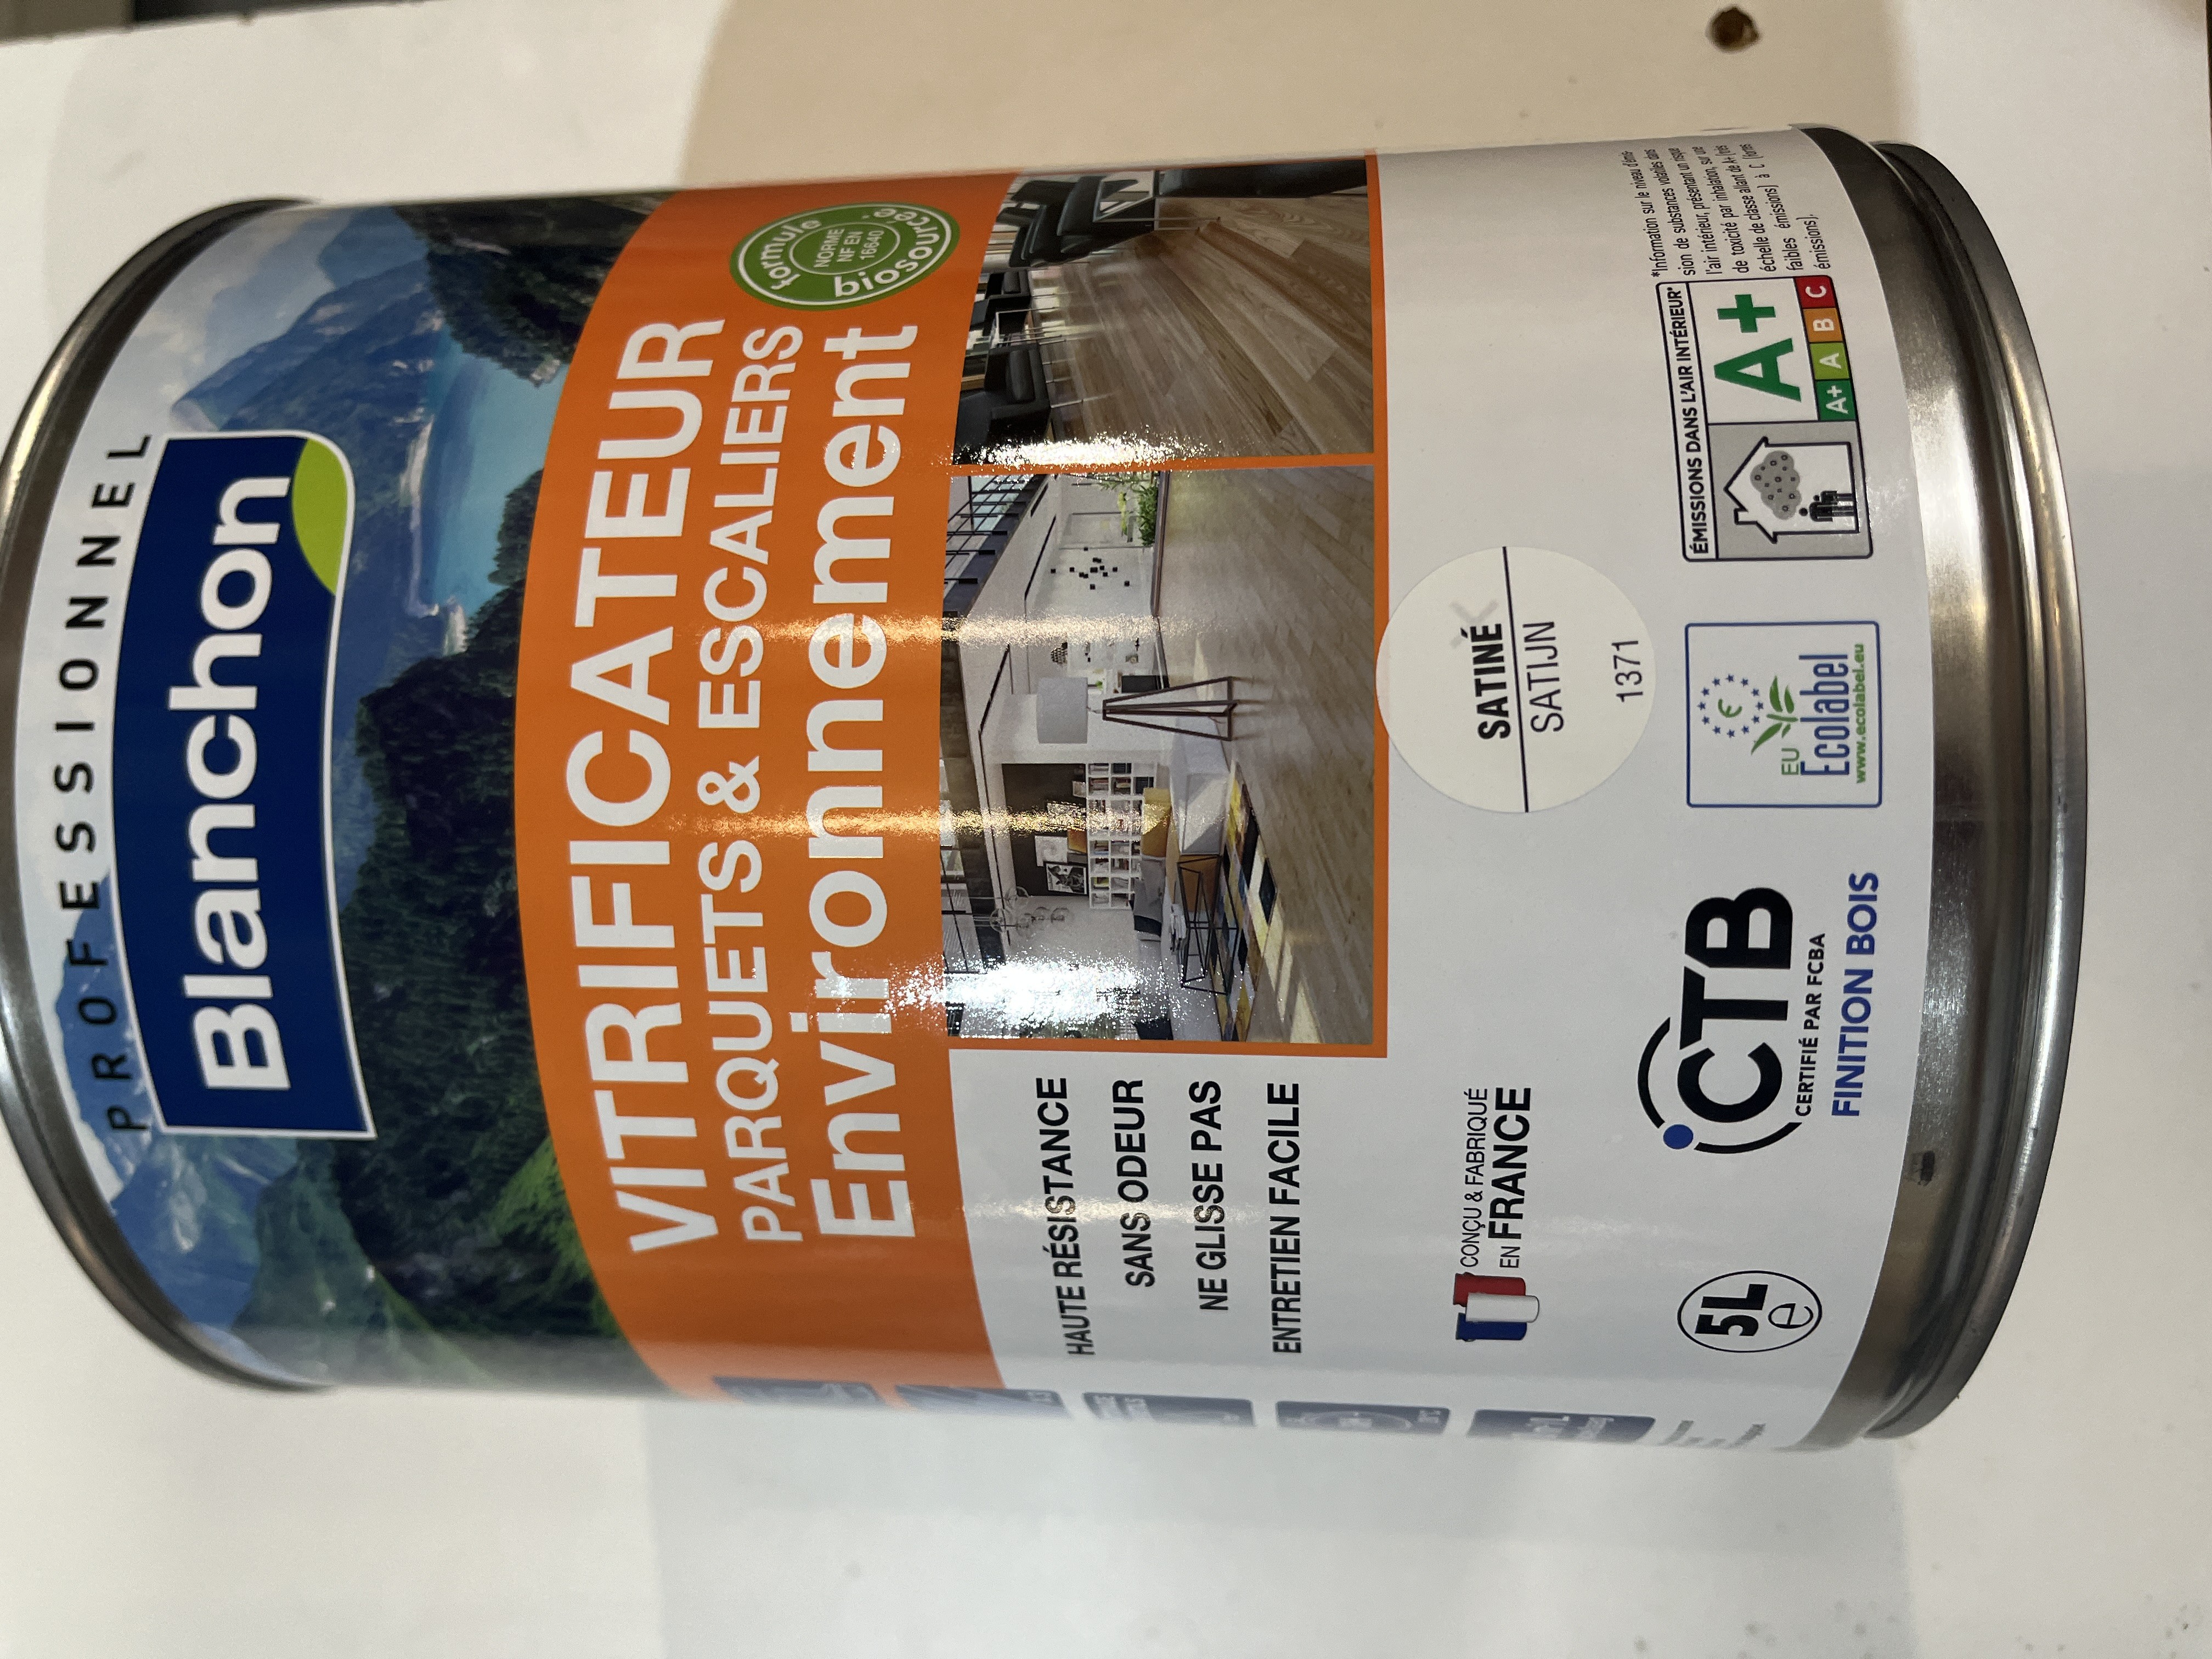 PROFESSIONNEL
Blanchon
VITRIFICATEUR
PARQUETS & ESCALIERS
Environnement
formule
NORME
NF EN
16640
biosourcée
HAUTE RÉSISTANCE
SANS ODEUR
NE GLISSE PAS
ENTRETIEN FACILE
CONÇU & FABRIQUÉ
EN FRANCE
SATINÉ
SATIJN
1371
5L
e
CTB
CERTIFIÉ PAR FCBA
FINITION BOIS
EU
Ecolabel
www.ecolabel.eu
ÉMISSIONS DANS L'AIR INTÉRIEUR*
A+
A+ A B C
*Information sur le niveau d'émis-
sion de substances volatiles dans
l'air intérieur, présentant un risque
de toxicité par inhalation, sur une
échelle de classe allant de A+ (très
faibles émissions) à C (fortes
émissions).